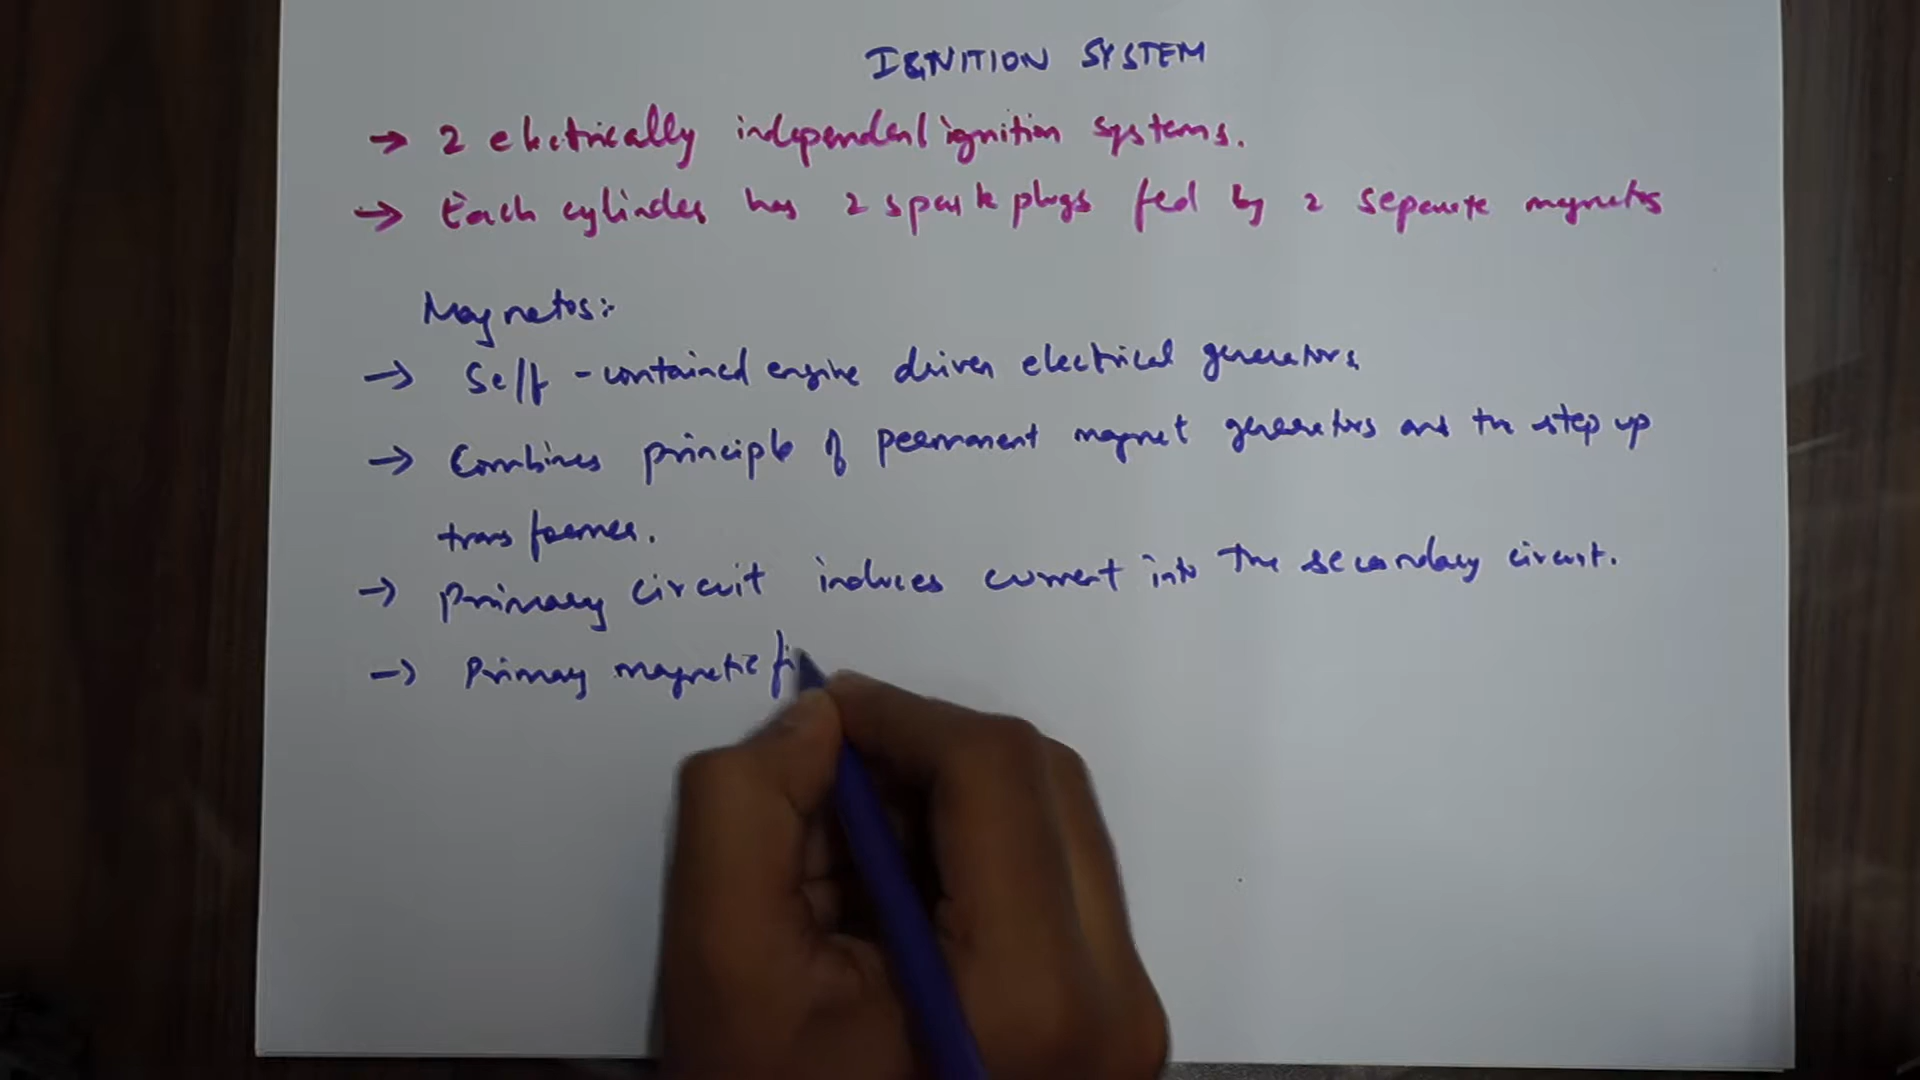 IGNITION SYSTEM
→ 2 electrically independent ignition systems.
→ Each cylinder has 2 spark plugs fed by 2 separate magnetos
Magnetos:
→ Self-contained engine driven electrical generators
→ Combines principle of permanent magnet generators and the step up
transformer.
→ Primary circuit induces current into the secondary circuit.
→ Primary magnetic fi